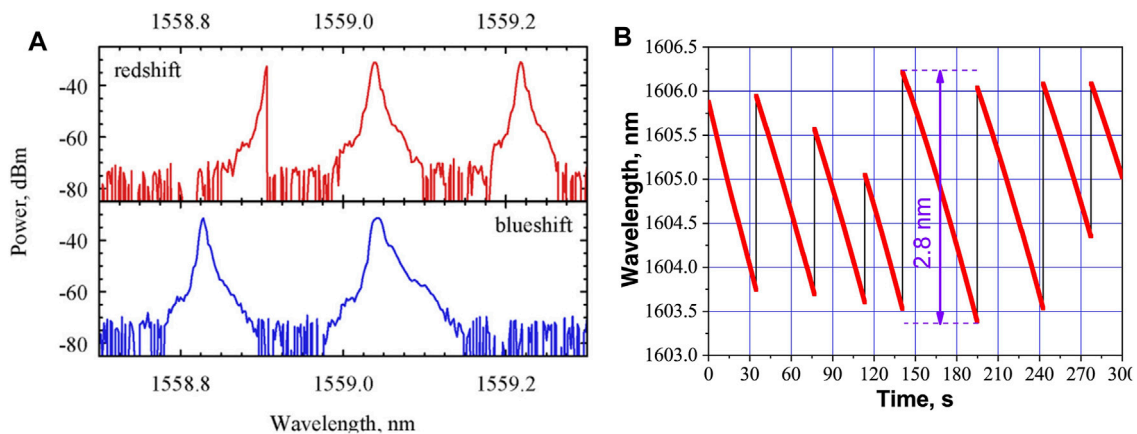 A
1558.8 1559.0 1559.2
redshift
-40
-60
-80
blueshift
-40
-60
-80
1558.8 1559.0 1559.2
Power, dBm
Wavelength, nm
B
1606.5
1606.0
1605.5
1605.0
1604.5
1604.0
1603.5
1603.0
2.8 nm
0 30 60 90 120 150 180 210 240 270 300
Wavelength, nm
Time, s